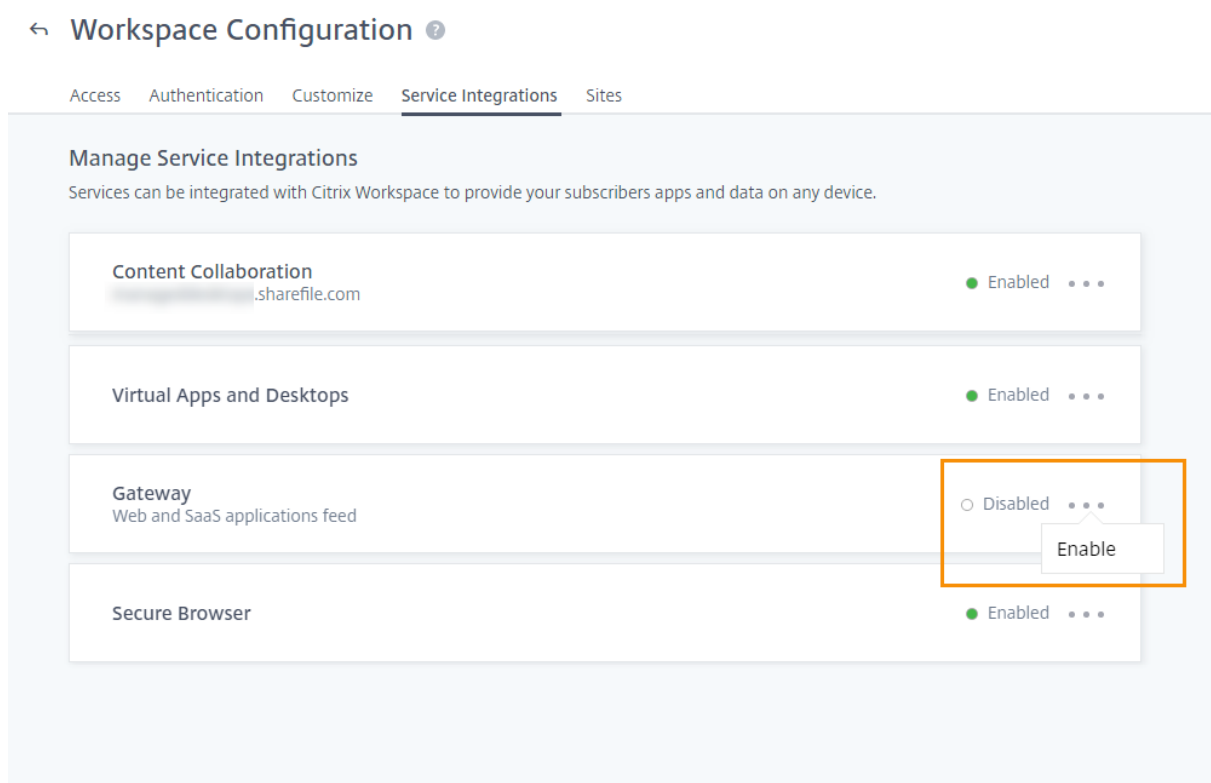 Workspace Configuration ?
Access Authentication Customize Service Integrations Sites
Manage Service Integrations
Services can be integrated with Citrix Workspace to provide your subscribers apps and data on any device.
Content Collaboration
.sharefile.com
Enabled
Virtual Apps and Desktops
Enabled
Gateway
Web and SaaS applications feed
Disabled
Enable
Secure Browser
Enabled